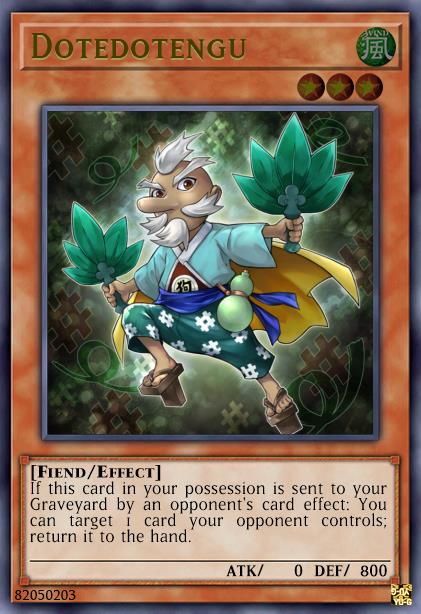 DOTEDOTENGU
WIND
風
狗
[FIEND/EFFECT]
If this card in your possession is sent to your
Graveyard by an opponent's card effect: You
can target 1 card your opponent controls;
return it to the hand.
ATK/ 0 DEF/ 800
82050203